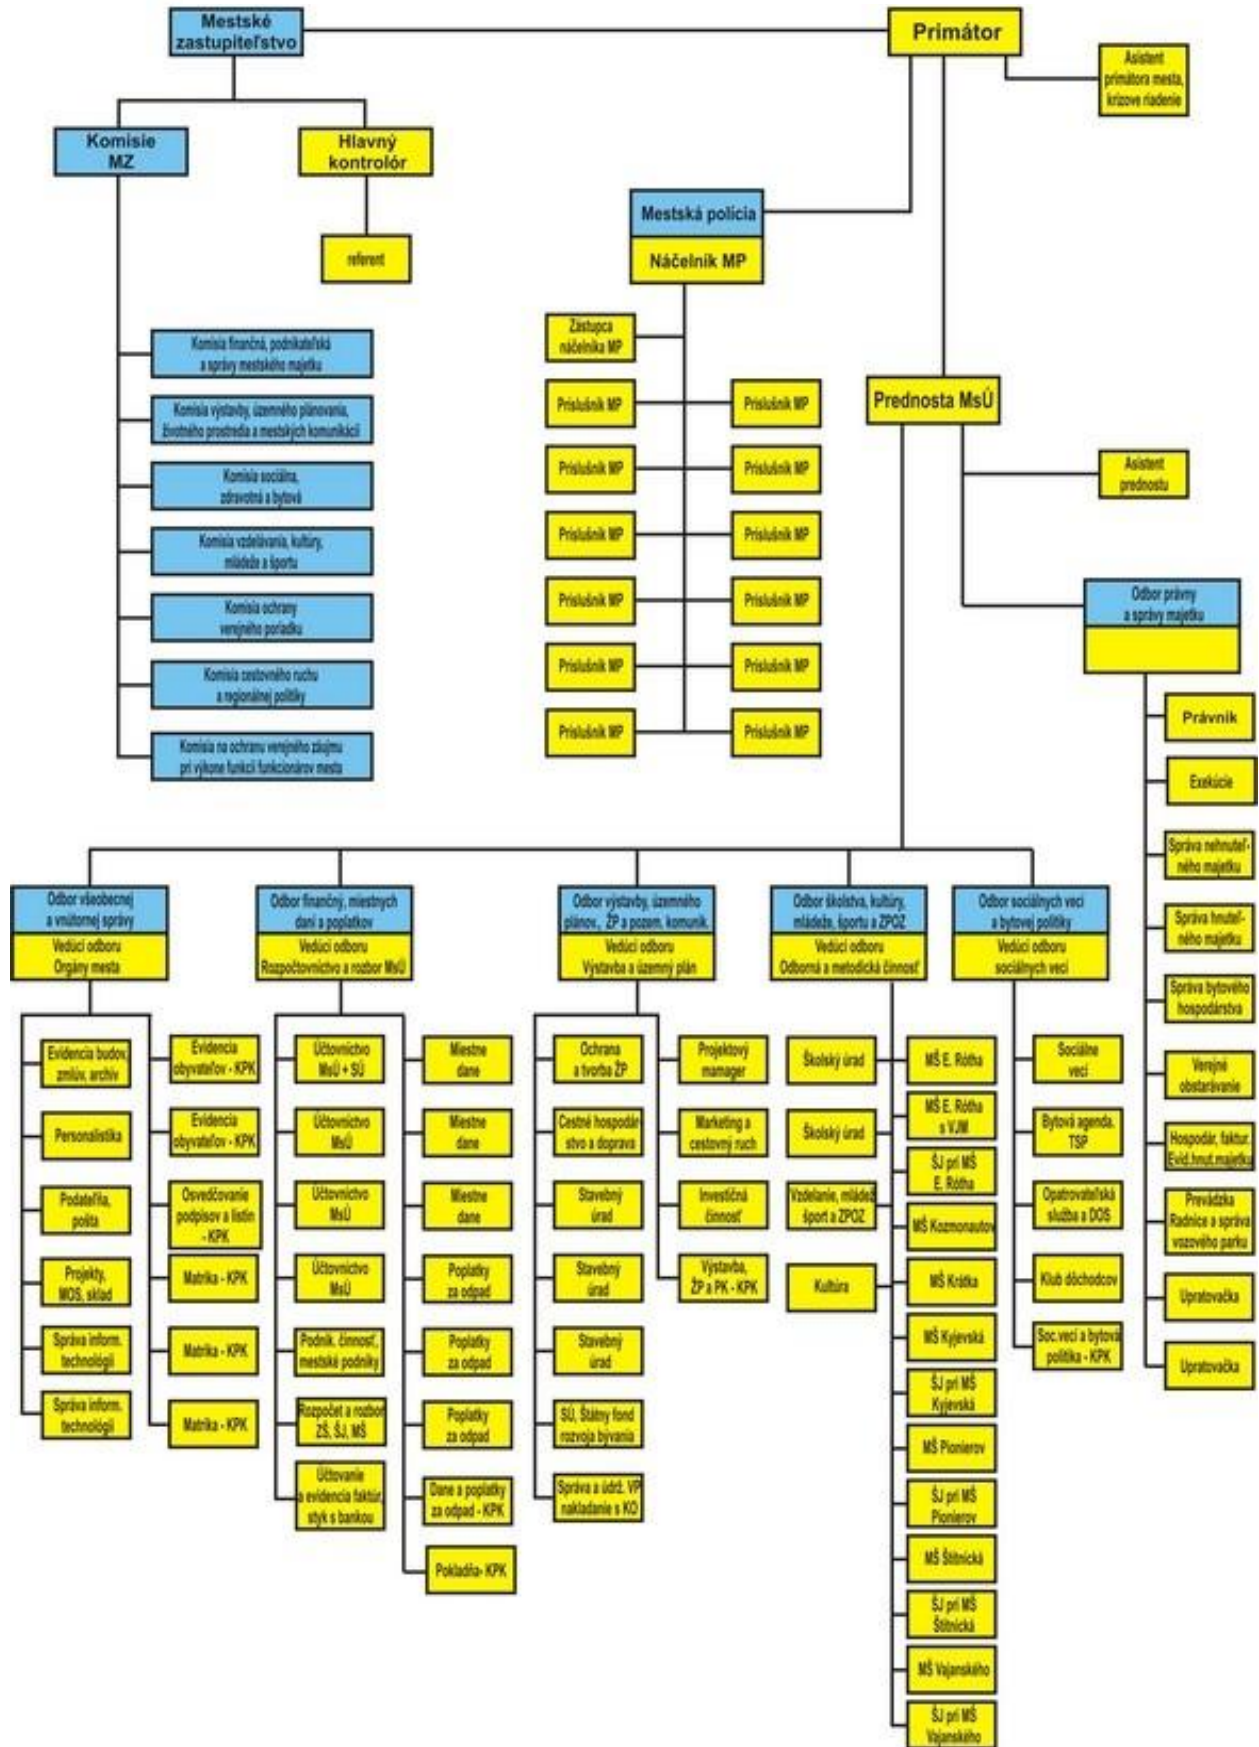 Mestské
zastupiteľstvo
Primátor
Asistent
primátora mesta,
krízove riadenie
Komisie
MZ
Hlavný
kontrolór
referent
Mestská polícia
Náčelník MP
Komisia finančná, podnikateľská
a správy mestského majetku
Komisia výstavby, územného plánovania,
životného prostredia a mestských komunikácií
Komisia sociálna,
zdravotná a bytová
Komisia vzdelávania, kultúry,
mládeže a športu
Komisia ochrany
verejného poriadku
Komisia cestovného ruchu
a regionálnej politiky
Komisia na ochranu verejného záujmu
pri výkone funkcií funkcionárov mesta
Zástupca
náčelníka MP
Príslušník MP
Príslušník MP
Príslušník MP
Príslušník MP
Príslušník MP
Príslušník MP
Príslušník MP
Príslušník MP
Príslušník MP
Príslušník MP
Príslušník MP
Príslušník MP
Prednosta MsÚ
Asistent
prednostu
Odbor právny
a správy majetku
Právnik
Exekúcie
Správa nehnuteľ-
ného majetku
Správa hnuteľ-
ného majetku
Správa bytového
hospodárstva
Verejné
obstarávanie
Hospodár, faktur.
Evid.hnut.majetku
Prevádzka
Radnice a správa
vozového parku
Upratovačka
Upratovačka
Odbor všeobecnej
a vnútornej správy
Vedúci odboru
Orgány mesta
Evidencia budov,
zmlúv, archív
Personalistika
Podateľňa,
pošta
Projekty,
MOS, sklad
Správa inform.
technológií
Správa inform.
technológií
Evidencia
obyvateľov - KPK
Evidencia
obyvateľov - KPK
Osvedčovanie
podpisov a listín
- KPK
Matrika - KPK
Matrika - KPK
Matrika - KPK
Odbor finančný, miestnych
daní a poplatkov
Vedúci odboru
Rozpočtovníctvo a rozbor MsÚ
Účtovníctvo
MsÚ + SÚ
Účtovníctvo
MsÚ
Účtovníctvo
MsÚ
Účtovníctvo
MsÚ
Podnik. činnosť,
mestské podniky
Rozpočet a rozbor
ZŠ, ŠJ, MŠ
Účtovanie
a evidencia faktúr,
styk s bankou
Miestne
dane
Miestne
dane
Miestne
dane
Poplatky
za odpad
Poplatky
za odpad
Poplatky
za odpad
Dane a poplatky
za odpad - KPK
Pokladňa- KPK
Odbor výstavby, územného
plánov., ŽP a pozem. komunik.
Vedúci odboru
Výstavba a územný plán
Ochrana
a tvorba ŽP
Cestné hospodár-
stvo a doprava
Stavebný
úrad
Stavebný
úrad
Stavebný
úrad
SÚ, Štátny fond
rozvoja bývania
Správa a údrž. VP
nakladanie s KO
Projektový
manager
Marketing a
cestovný ruch
Investičná
činnosť
Výstavba,
ŽP a PK - KPK
Odbor školstva, kultúry,
mládeže, športu a ZPOZ
Vedúci odboru
Odborná a metodická činnosť
Školský úrad
Školský úrad
Vzdelanie, mládež
šport a ZPOZ
Kultúra
MŠ E. Rótha
MŠ E. Rótha
s VJM
ŠJ pri MŠ
E. Rótha
MŠ Kozmonautov
MŠ Krátka
MŠ Kyjevská
ŠJ pri MŠ
Kyjevská
MŠ Pionierov
ŠJ pri MŠ
Pionierov
MŠ Štítnická
ŠJ pri MŠ
Štítnická
MŠ Vajanského
ŠJ pri MŠ
Vajanského
Odbor sociálnych vecí
a bytovej politiky
Vedúci odboru
sociálnych vecí
Sociálne
veci
Bytová agenda,
TSP
Opatrovateľská
služba a DOS
Klub dôchodcov
Soc.veci a bytová
politika - KPK